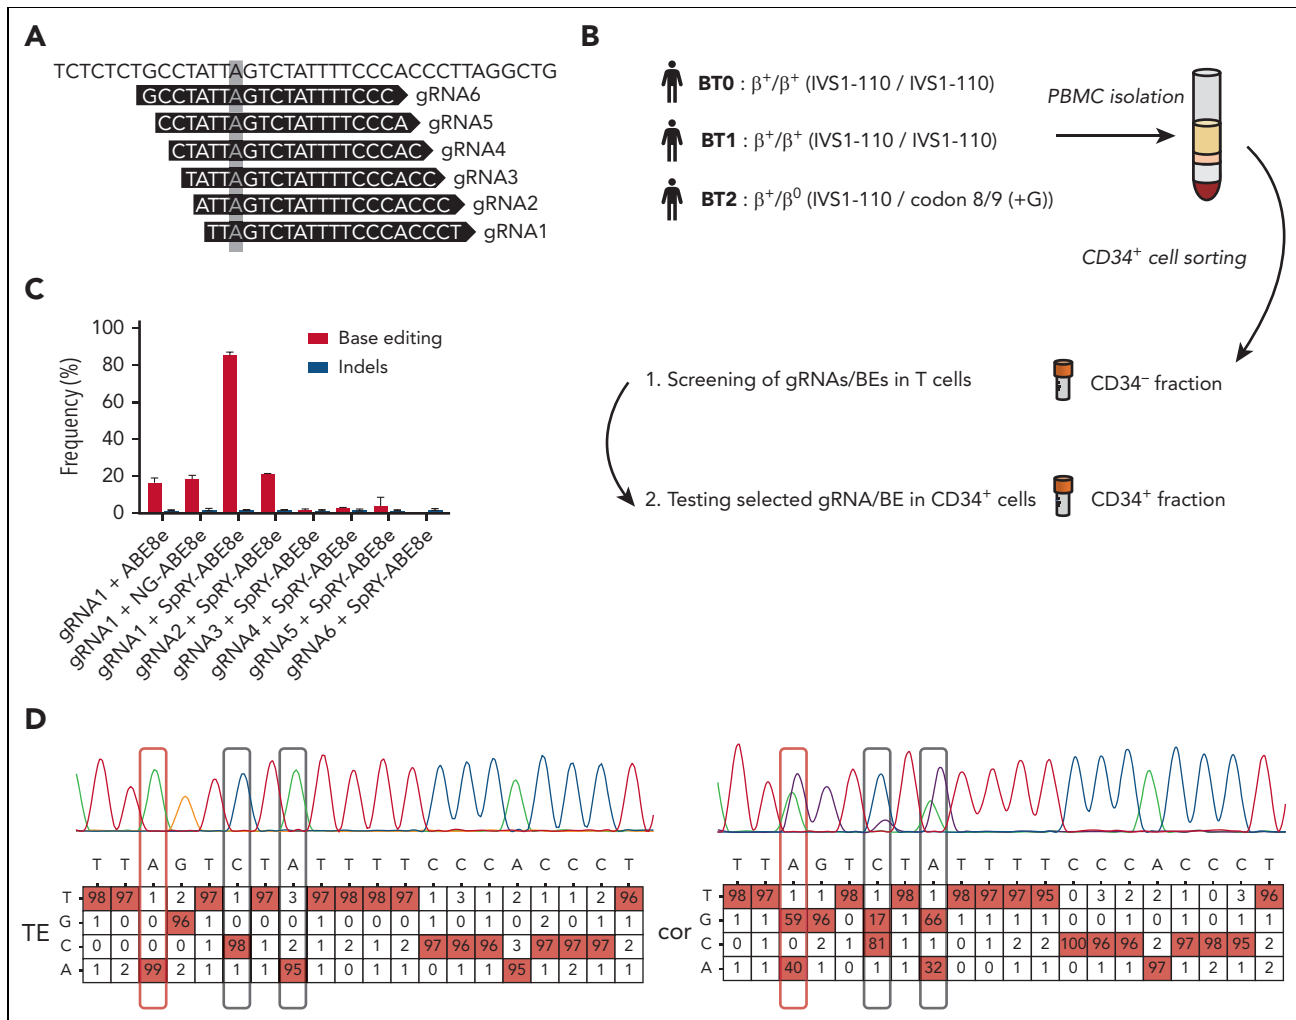 A
TCTCTCTGCCTATTAGTCTATTTTCCCACCCTTAGGCTG
GCCTATTAGTCTATTTTCCC gRNA6
CCTATTAGTCTATTTTCCCA gRNA5
CTATTAGTCTATTTTCCCAC gRNA4
TATTAGTCTATTTTCCCACC gRNA3
ATTAGTCTATTTTCCCACCC gRNA2
TTAGTCTATTTTCCCACCCT gRNA1
B
BT0 : β⁺/β⁺ (IVS1-110 / IVS1-110)
BT1 : β⁺/β⁺ (IVS1-110 / IVS1-110)
BT2 : β⁺/β⁰ (IVS1-110 / codon 8/9 (+G))
PBMC isolation
CD34⁺ cell sorting
1. Screening of gRNAs/BEs in T cells
CD34⁻ fraction
2. Testing selected gRNA/BE in CD34⁺ cells
CD34⁺ fraction
C
Frequency (%)
100
80
60
40
20
0
Base editing
Indels
gRNA1 + ABE8e
gRNA1 + NG-ABE8e
gRNA1 + SpRY-ABE8e
gRNA2 + SpRY-ABE8e
gRNA3 + SpRY-ABE8e
gRNA4 + SpRY-ABE8e
gRNA5 + SpRY-ABE8e
gRNA6 + SpRY-ABE8e
D
TE
T T A G T C T A T T T T C C C A C C C T
T 98 97 1 2 97 1 97 3 97 98 98 97 1 3 1 2 1 1 2 96
G 1 0 0 96 1 0 0 0 0 0 0 1 1 0 1 0 0 2 0 1
C 0 0 0 0 1 98 1 2 1 2 1 2 97 96 96 3 97 97 97 2
A 1 2 99 2 1 1 1 95 1 0 1 1 0 1 1 95 1 2 1 1
cor
T T A G T C T A T T T T C C C A C C C T
T 98 97 1 1 98 1 98 1 98 97 97 95 0 3 2 2 1 0 3 96
G 1 1 59 96 0 17 1 66 1 1 1 1 0 1 1 0 1 0 1 1
C 0 1 0 2 1 81 1 1 0 1 2 2 100 96 96 2 97 98 95 2
A 1 1 40 1 1 1 1 32 0 0 1 1 0 1 1 97 1 2 1 2